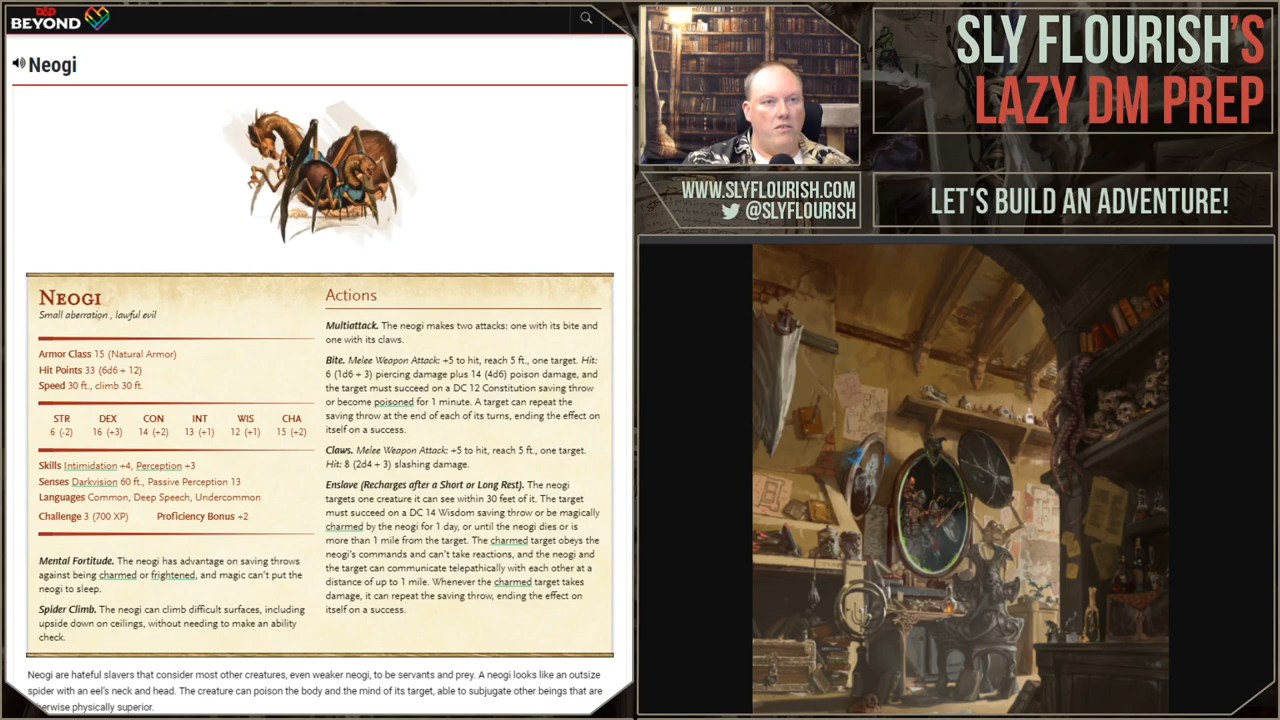 D&D
BEYOND
Neogi
NEOGI
Small aberration , lawful evil
Armor Class 15 (Natural Armor)
Hit Points 33 (6d6 + 12)
Speed 30 ft., climb 30 ft.
STR DEX CON INT WIS CHA
6 (-2) 16 (+3) 14 (+2) 13 (+1) 12 (+1) 15 (+2)
Skills Intimidation +4, Perception +3
Senses Darkvision 60 ft., Passive Perception 13
Languages Common, Deep Speech, Undercommon
Challenge 3 (700 XP) Proficiency Bonus +2
Mental Fortitude. The neogi has advantage on saving throws
against being charmed or frightened, and magic can't put the
neogi to sleep.
Spider Climb. The neogi can climb difficult surfaces, including
upside down on ceilings, without needing to make an ability
check.
Actions
Multiattack. The neogi makes two attacks: one with its bite and
one with its claws.
Bite. Melee Weapon Attack: +5 to hit, reach 5 ft., one target. Hit:
6 (1d6 + 3) piercing damage plus 14 (4d6) poison damage, and
the target must succeed on a DC 12 Constitution saving throw
or become poisoned for 1 minute. A target can repeat the
saving throw at the end of each of its turns, ending the effect on
itself on a success.
Claws. Melee Weapon Attack: +5 to hit, reach 5 ft., one target.
Hit: 8 (2d4 + 3) slashing damage.
Enslave (Recharges after a Short or Long Rest). The neogi
targets one creature it can see within 30 feet of it. The target
must succeed on a DC 14 Wisdom saving throw or be magically
charmed by the neogi for 1 day, or until the neogi dies or is
more than 1 mile from the target. The charmed target obeys the
neogi's commands and can't take reactions, and the neogi and
the target can communicate telepathically with each other at a
distance of up to 1 mile. Whenever the charmed target takes
damage, it can repeat the saving throw, ending the effect on
itself on a success.
Neogi are hateful slavers that consider most other creatures, even weaker neogi, to be servants and prey. A neogi looks like an outsize
spider with an eel's neck and head. The creature can poison the body and the mind of its target, able to subjugate other beings that are
herwise physically superior.
SLY FLOURISH'S
LAZY DM PREP
WWW.SLYFLOURISH.COM
@SLYFLOURISH
LET'S BUILD AN ADVENTURE!